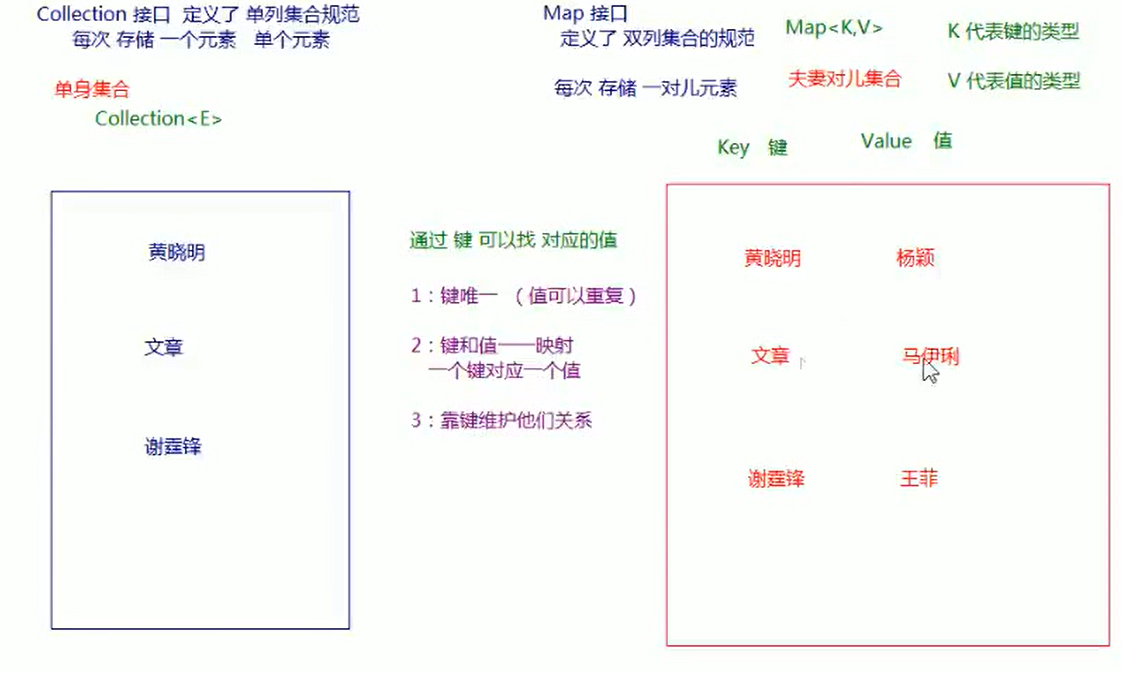 Collection 接口 定义了 单列集合规范
每次 存储 一个元素 单个元素
单身集合
Collection<E>
Map 接口
定义了 双列集合的规范
每次 存储 一对儿元素
Map<K,V>
夫妻对儿集合
K 代表键的类型
V 代表值的类型
Key 键
Value 值
黄晓明
文章
谢霆锋
通过 键 可以找 对应的值
1：键唯一 （值可以重复）
2：键和值一一映射
一个键对应一个值
3：靠键维护他们关系
黄晓明 杨颖
文章 马伊琍
谢霆锋 王菲